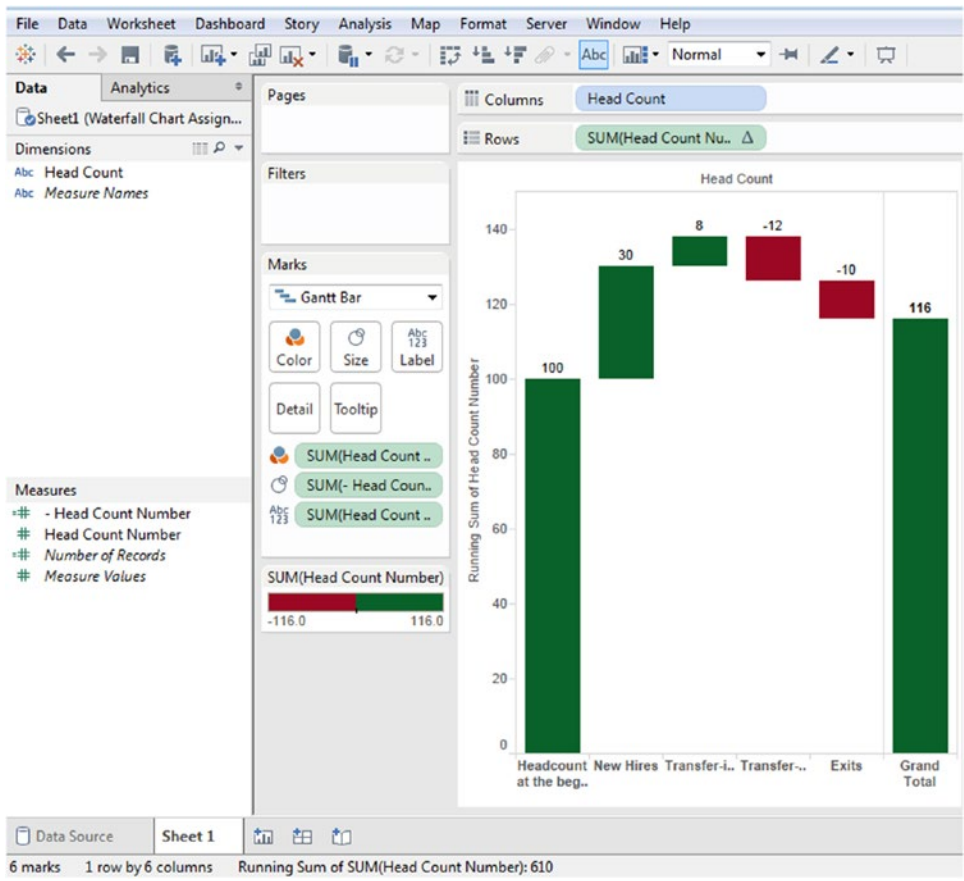 File Data Worksheet Dashboard Story Analysis Map Format Server Window Help
Abc Normal
Data Analytics
Sheet1 (Waterfall Chart Assign...
Dimensions
Abc Head Count
Abc Measure Names
Measures
- Head Count Number
Head Count Number
Number of Records
Measure Values
Pages
Filters
Marks
Gantt Bar
Color Size Abc 123 Label
Detail Tooltip
SUM(Head Count ..
SUM(- Head Coun..
Abc 123 SUM(Head Count ..
SUM(Head Count Number)
-116.0 116.0
Columns Head Count
Rows SUM(Head Count Nu.. Δ
Head Count
Running Sum of Head Count Number
140
120
100
80
60
40
20
0
100
30
8
-12
-10
116
Headcount at the beg..
New Hires
Transfer-i..
Transfer-..
Exits
Grand Total
Data Source Sheet 1
6 marks 1 row by 6 columns Running Sum of SUM(Head Count Number): 610